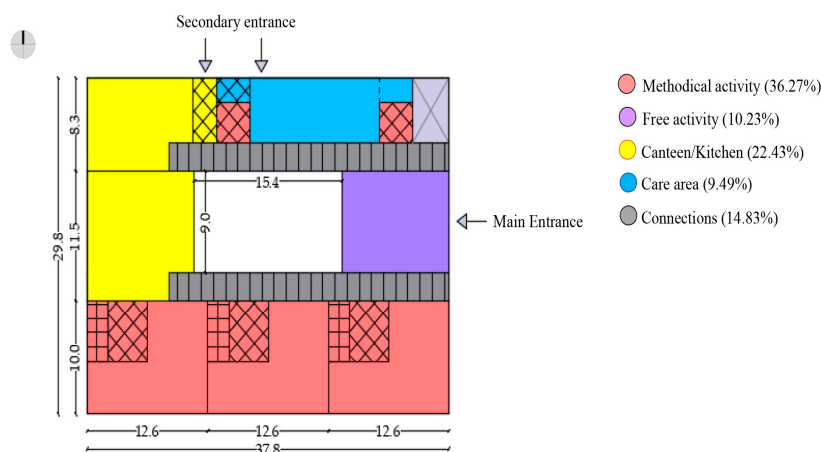 Secondary entrance
8.3
15.4
9.0
29.8
11.5
10.0
12.6
12.6
12.6
37.8
Main Entrance
Methodical activity (36.27%)
Free activity (10.23%)
Canteen/Kitchen (22.43%)
Care area (9.49%)
Connections (14.83%)